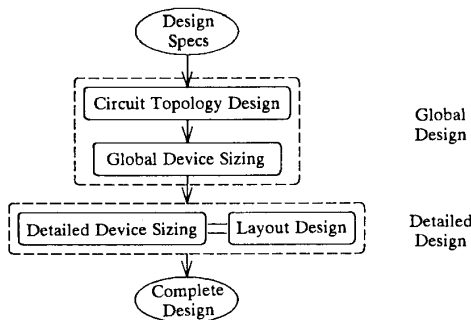 Design
Specs
Circuit Topology Design
Global
Design
Global Device Sizing
Detailed Device Sizing
Layout Design
Detailed
Design
Complete
Design